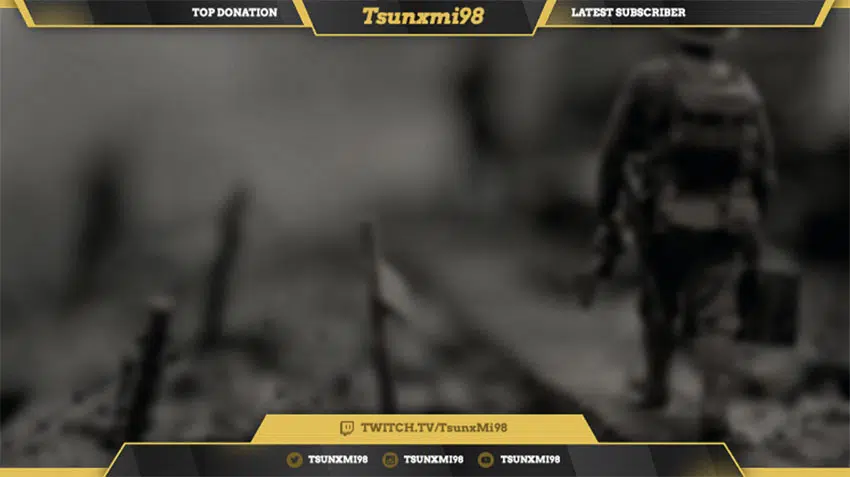 TOP DONATION
Tsunxmi98
LATEST SUBSCRIBER
TWITCH.TV/TsunxMi98
TSUNXMI98 TSUNXMI98 TSUNXMI98